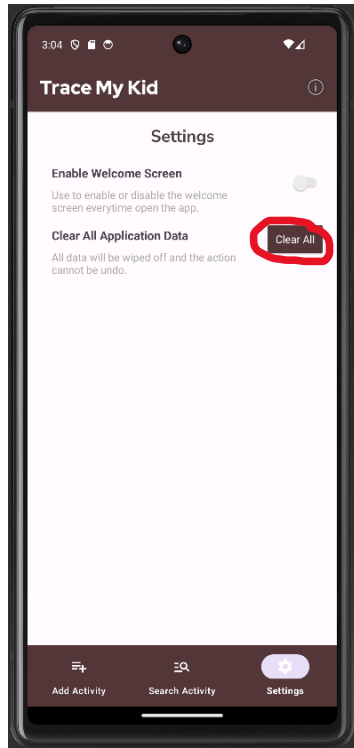 3:04
Trace My Kid
Settings
Enable Welcome Screen
Use to enable or disable the welcome
screen everytime open the app.
Clear All Application Data
Clear All
All data will be wiped off and the action
cannot be undo.
Add Activity
Search Activity
Settings